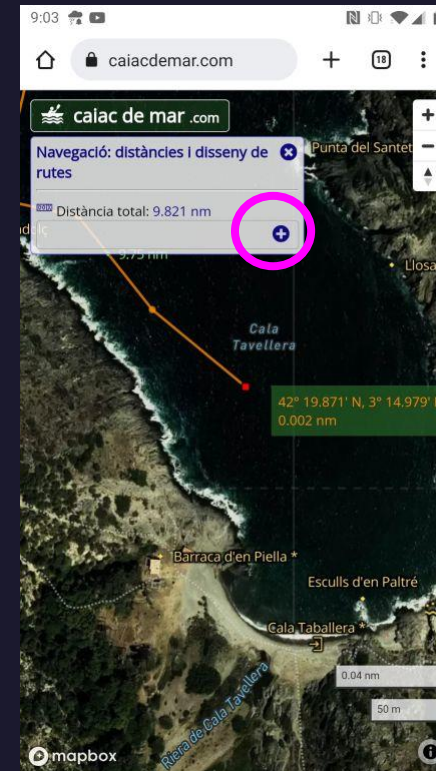 9:03
caiacdemar.com
18
caiac de mar .com
Navegació: distàncies i disseny de
rutes
Punta del Santet
Distància total: 9.821 nm
9.75 nm
Llosa
Cala
Tavellera
42° 19.871' N, 3° 14.979'
0.002 nm
Barraca d'en Piella *
Esculls d'en Paltré
Cala Taballera *
0.04 nm
50 m
Riera de Cala Tavellera
mapbox